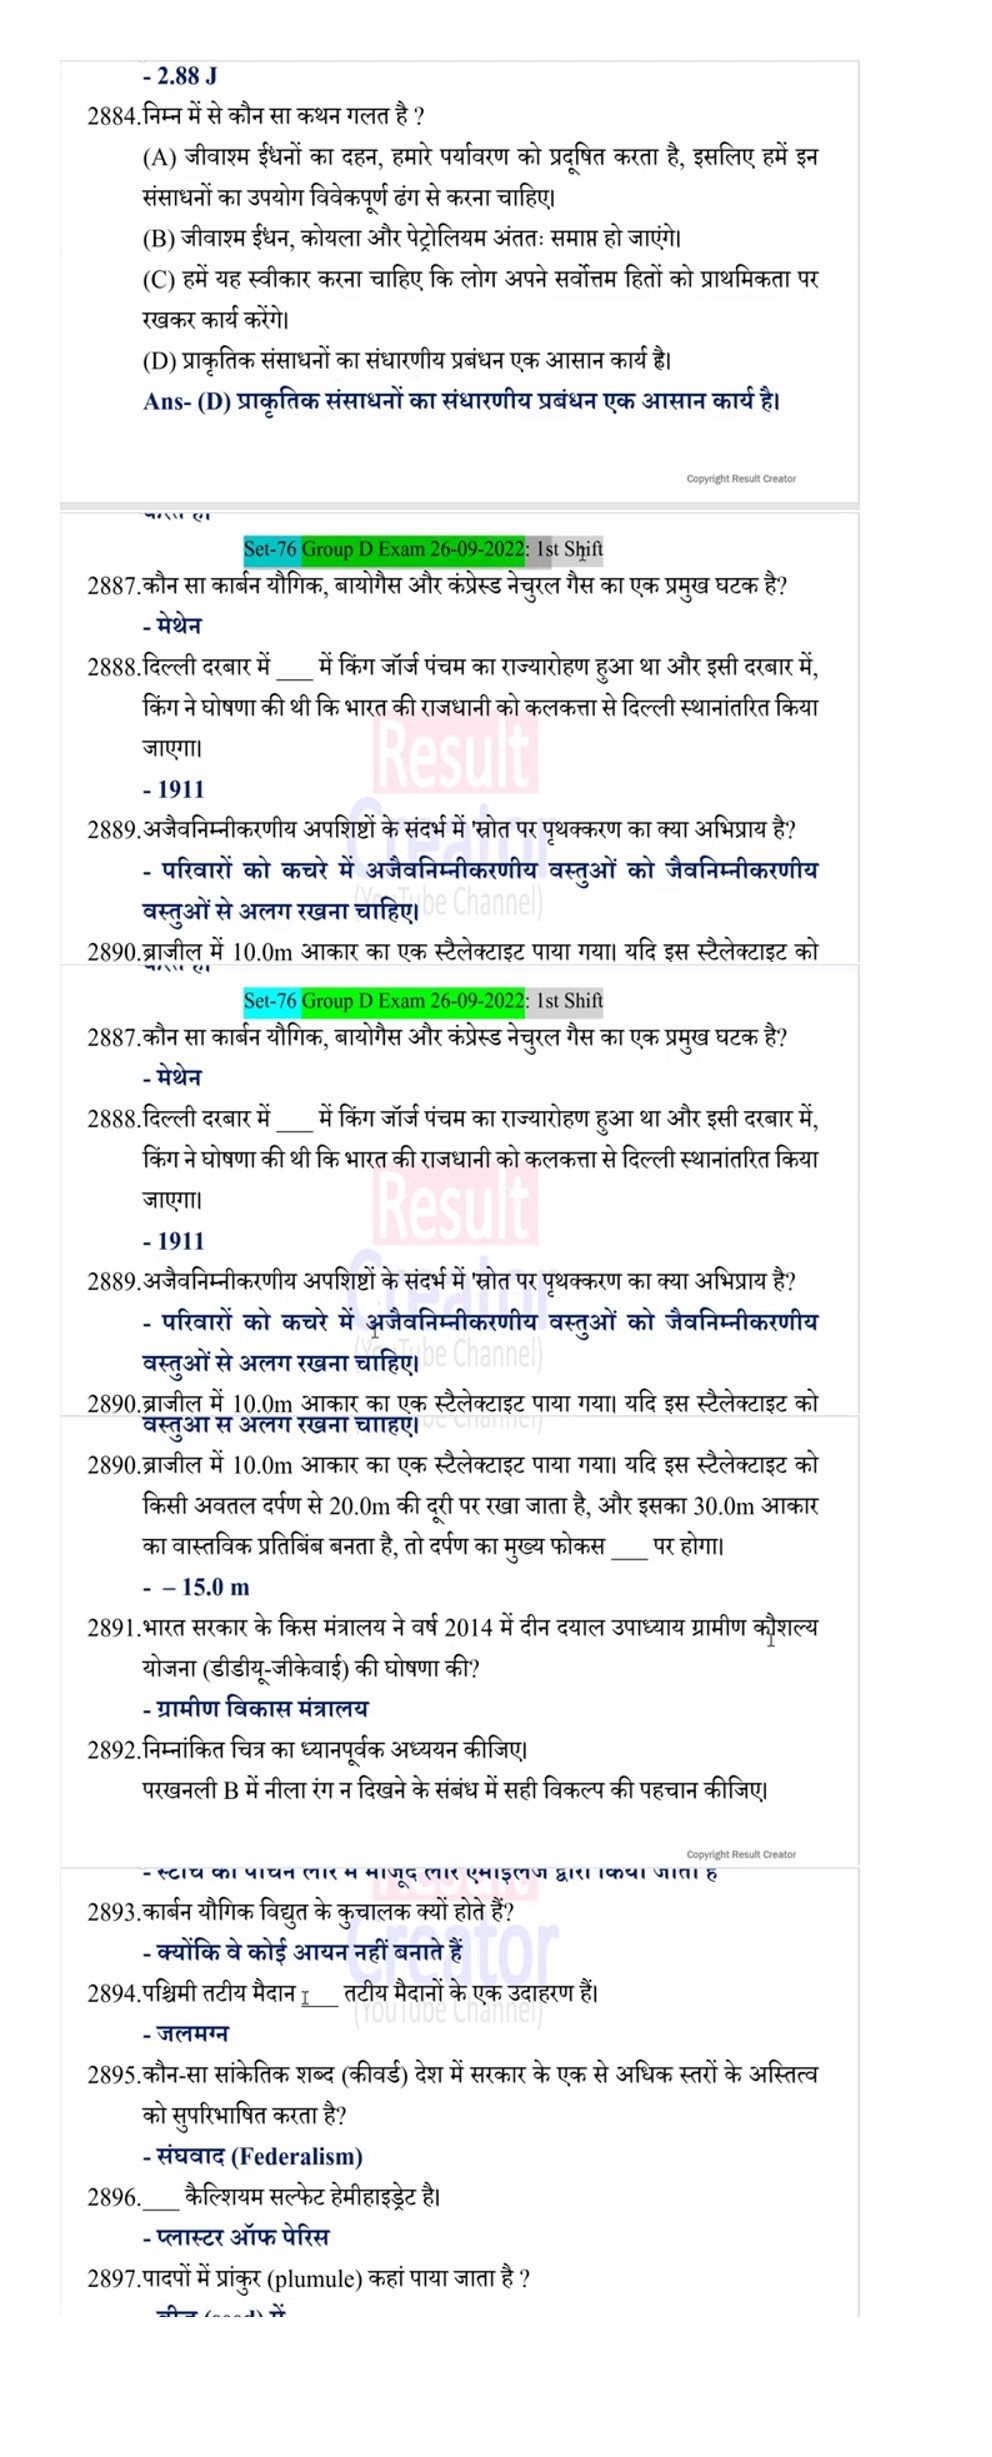 - 2.88 J
2884.निम्न में से कौन सा कथन गलत है ?
(A) जीवाश्म ईंधनों का दहन, हमारे पर्यावरण को प्रदूषित करता है, इसलिए हमें इन
संसाधनों का उपयोग विवेकपूर्ण ढंग से करना चाहिए।
(B) जीवाश्म ईंधन, कोयला और पेट्रोलियम अंततः समाप्त हो जाएंगे।
(C) हमें यह स्वीकार करना चाहिए कि लोग अपने सर्वोत्तम हितों को प्राथमिकता पर
रखकर कार्य करेंगे।
(D) प्राकृतिक संसाधनों का संधारणीय प्रबंधन एक आसान कार्य है।
Ans- (D) प्राकृतिक संसाधनों का संधारणीय प्रबंधन एक आसान कार्य है।
Copyright Result Creator
Set-76 Group D Exam 26-09-2022: 1st Shift
2887.कौन सा कार्बन यौगिक, बायोगैस और कंप्रेस्ड नेचुरल गैस का एक प्रमुख घटक है?
- मेथेन
2888.दिल्ली दरबार में ___ में किंग जॉर्ज पंचम का राज्यारोहण हुआ था और इसी दरबार में,
किंग ने घोषणा की थी कि भारत की राजधानी को कलकत्ता से दिल्ली स्थानांतरित किया
जाएगा।
Result
- 1911
Creator
2889.अजैवनिम्नीकरणीय अपशिष्टों के संदर्भ में 'स्रोत पर पृथक्करण का क्या अभिप्राय है?
- परिवारों को कचरे में अजैवनिम्नीकरणीय वस्तुओं को जैवनिम्नीकरणीय
वस्तुओं से अलग रखना चाहिए।
(YouTube Channel)
2890.ब्राजील में 10.0m आकार का एक स्टैलेक्टाइट पाया गया। यदि इस स्टैलेक्टाइट को
Set-76 Group D Exam 26-09-2022: 1st Shift
2887.कौन सा कार्बन यौगिक, बायोगैस और कंप्रेस्ड नेचुरल गैस का एक प्रमुख घटक है?
- मेथेन
2888.दिल्ली दरबार में ___ में किंग जॉर्ज पंचम का राज्यारोहण हुआ था और इसी दरबार में,
किंग ने घोषणा की थी कि भारत की राजधानी को कलकत्ता से दिल्ली स्थानांतरित किया
जाएगा।
Result
- 1911
Creator
2889.अजैवनिम्नीकरणीय अपशिष्टों के संदर्भ में 'स्रोत पर पृथक्करण का क्या अभिप्राय है?
- परिवारों को कचरे में अजैवनिम्नीकरणीय वस्तुओं को जैवनिम्नीकरणीय
वस्तुओं से अलग रखना चाहिए।
(YouTube Channel)
2890.ब्राजील में 10.0m आकार का एक स्टैलेक्टाइट पाया गया। यदि इस स्टैलेक्टाइट को
वस्तुओं से अलग रखना चाहिए।
2890.ब्राजील में 10.0m आकार का एक स्टैलेक्टाइट पाया गया। यदि इस स्टैलेक्टाइट को
किसी अवतल दर्पण से 20.0m की दूरी पर रखा जाता है, और इसका 30.0m आकार
का वास्तविक प्रतिबिंब बनता है, तो दर्पण का मुख्य फोकस ___ पर होगा।
- – 15.0 m
2891.भारत सरकार के किस मंत्रालय ने वर्ष 2014 में दीन दयाल उपाध्याय ग्रामीण कौशल्य
योजना (डीडीयू-जीकेवाई) की घोषणा की?
- ग्रामीण विकास मंत्रालय
2892.निम्नांकित चित्र का ध्यानपूर्वक अध्ययन कीजिए।
परखनली B में नीला रंग न दिखने के संबंध में सही विकल्प की पहचान कीजिए।
Copyright Result Creator
- स्टार्च का पाचन लार में मौजूद लार एमाइलेज द्वारा किया जाता है
2893.कार्बन यौगिक विद्युत के कुचालक क्यों होते हैं?
Creator
- क्योंकि वे कोई आयन नहीं बनाते हैं
2894.पश्चिमी तटीय मैदान ___ तटीय मैदानों के एक उदाहरण हैं।
(YouTube Channel)
- जलमग्न
2895.कौन-सा सांकेतिक शब्द (कीवर्ड) देश में सरकार के एक से अधिक स्तरों के अस्तित्व
को सुपरिभाषित करता है?
- संघवाद (Federalism)
2896.___ कैल्शियम सल्फेट हेमीहाइड्रेट है।
- प्लास्टर ऑफ पेरिस
2897.पादपों में प्रांकुर (plumule) कहां पाया जाता है ?